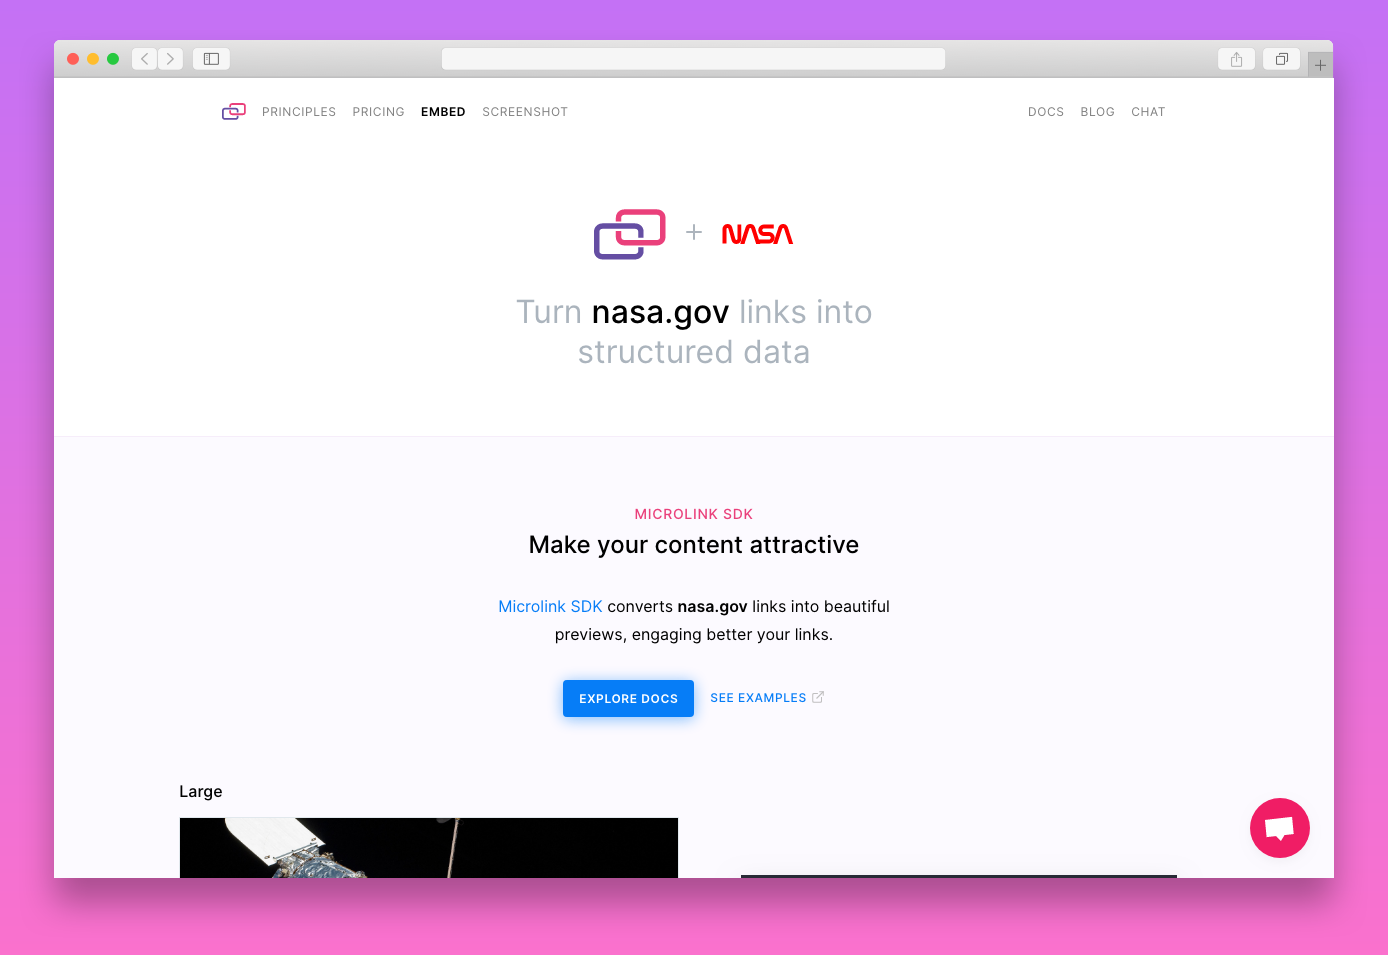 PRINCIPLES PRICING EMBED SCREENSHOT DOCS BLOG CHAT
+ NASA
Turn nasa.gov links into
structured data
MICROLINK SDK
Make your content attractive
Microlink SDK converts nasa.gov links into beautiful
previews, engaging better your links.
EXPLORE DOCS SEE EXAMPLES
Large